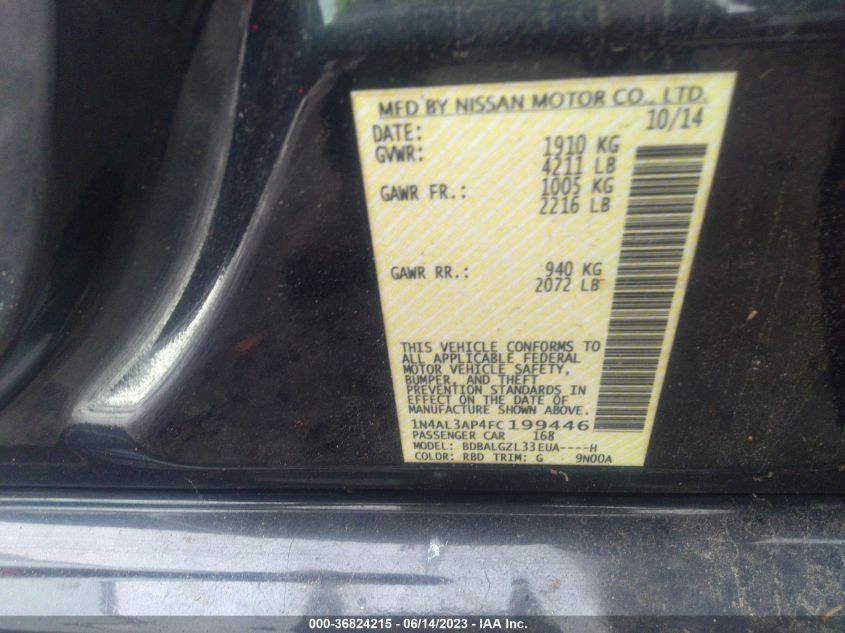 MFD BY NISSAN MOTOR CO., LTD.
DATE: 10/14
GVWR: 1910 KG
4211 LB
GAWR FR.: 1005 KG
2216 LB
GAWR RR.: 940 KG
2072 LB
THIS VEHICLE CONFORMS TO
ALL APPLICABLE FEDERAL
MOTOR VEHICLE SAFETY,
BUMPER, AND THEFT
PREVENTION STANDARDS IN
EFFECT ON THE DATE OF
MANUFACTURE SHOWN ABOVE.
1N4AL3AP4FC199446
PASSENGER CAR 168
MODEL: BDBALGZL33EUA----H
COLOR: RBD TRIM: G 9N00A
000-36824215 - 06/14/2023 - IAA Inc.